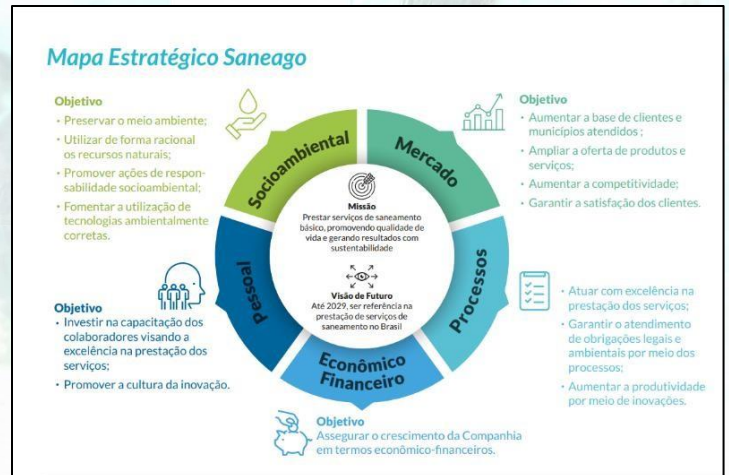 Mapa Estratégico Saneago
Objetivo
• Preservar o meio ambiente;
• Utilizar de forma racional
os recursos naturais;
• Promover ações de respon-
sabilidade socioambiental;
• Fomentar a utilização de
tecnologias ambientalmente
corretas.
Socioambiental
Mercado
Objetivo
• Aumentar a base de clientes e
municípios atendidos ;
• Ampliar a oferta de produtos e
serviços;
• Aumentar a competitividade;
• Garantir a satisfação dos clientes.
Missão
Prestar serviços de saneamento
básico, promovendo qualidade de
vida e gerando resultados com
sustentabilidade
Visão de Futuro
Até 2029, ser referência na
prestação de serviços de
saneamento no Brasil
Pessoal
Objetivo
• Investir na capacitação dos
colaboradores visando a
excelência na prestação dos
serviços;
• Promover a cultura da inovação.
Processos
• Atuar com excelência na
prestação dos serviços;
• Garantir o atendimento
de obrigações legais e
ambientais por meio dos
processos;
• Aumentar a produtividade
por meio de inovações.
Econômico
Financeiro
Objetivo
Assegurar o crescimento da Companhia
em termos econômico-financeiros.